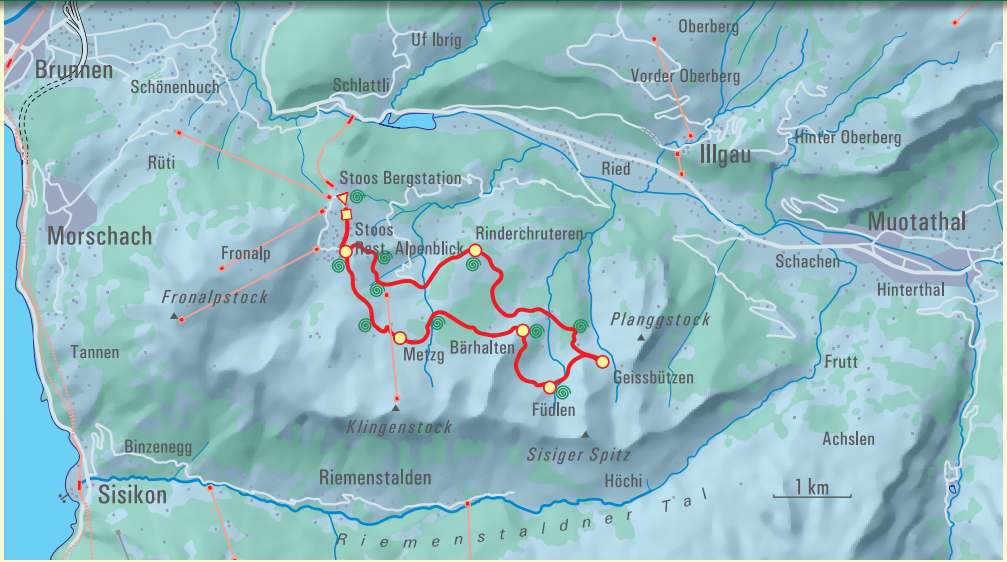 Oberberg
Uf Ibrig
Brunnen
Vorder Oberberg
Schönenbuch
Schlattli
Hinter Oberberg
Illgau
Rüti
Ried
Stoos Bergstation
Muotathal
Stoos
Morschach
Rest. Alpenblick
Rinderchruteren
Fronalp
Schachen
Hinterthal
Fronalpstock
Planggstock
Tannen
Metzg
Bärhalten
Frutt
Geissbützen
Füdlen
Klingenstock
Achslen
Binzenegg
Sisiger Spitz
Riemenstalden
Höchi
Sisikon
1 km
Riemenstaldner Tal